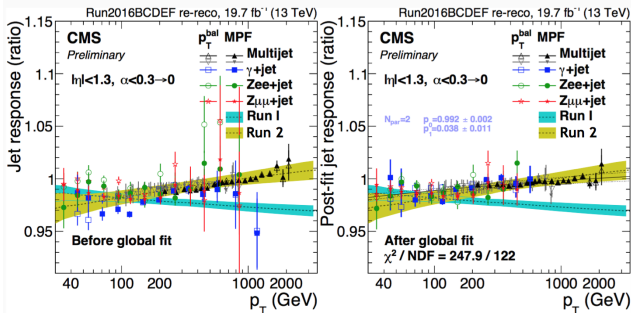 Run2016BCDEF re-reco, 19.7 fb⁻¹ (13 TeV)
Jet response (ratio)
1.15
1.1
1.05
1
0.95
CMS
Preliminary
p_T^bal MPF
Multijet
γ+jet
Zee+jet
Zμμ+jet
Run I
Run 2
|η|<1.3, α<0.3→0
Before global fit
40
100
200
1000
2000
p_T (GeV)
Run2016BCDEF re-reco, 19.7 fb⁻¹ (13 TeV)
Post-fit jet response (ratio)
1.15
1.1
1.05
1
0.95
CMS
Preliminary
p_T^bal MPF
Multijet
γ+jet
Zee+jet
Zμμ+jet
Run I
Run 2
|η|<1.3, α<0.3→0
N_par=2 p_0=0.992 ± 0.002
p_1=0.038 ± 0.011
After global fit
χ² / NDF = 247.9 / 122
40
100
200
1000
2000
p_T (GeV)